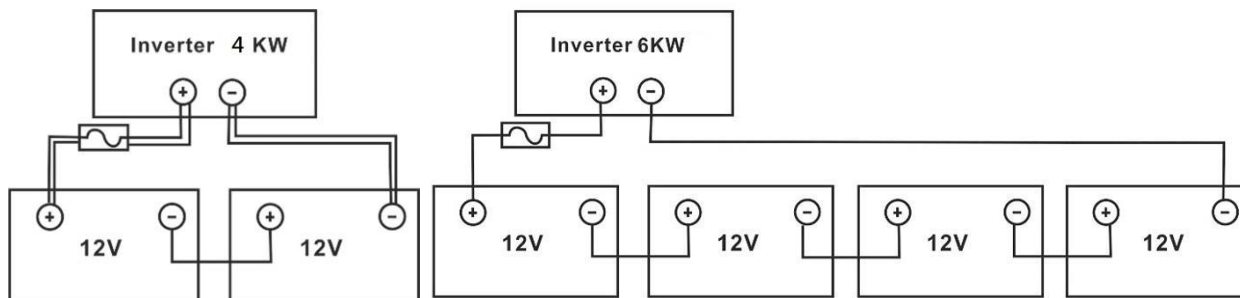 Inverter 4 KW
+ −
+ − + −
12V 12V
Inverter 6KW
+ −
+ − + − + − + −
12V 12V 12V 12V